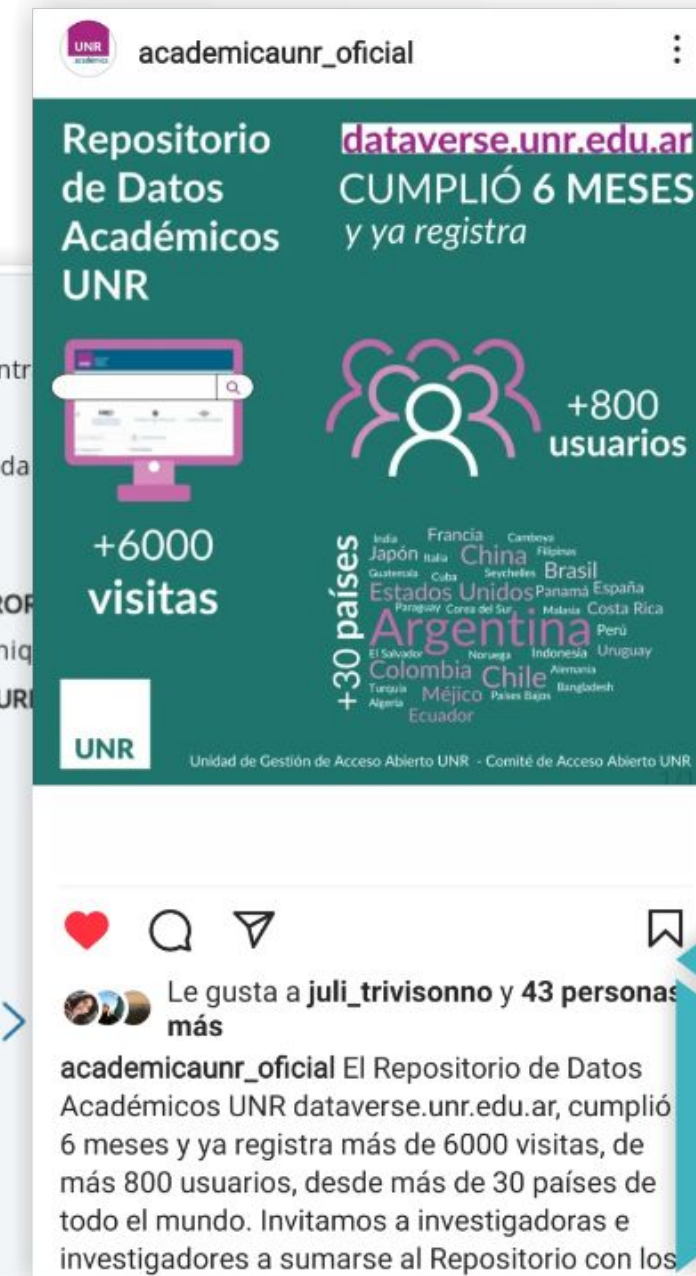 UNR
académica
academicaunr_oficial
Repositorio
de Datos
Académicos
UNR
dataverse.unr.edu.ar
CUMPLIÓ 6 MESES
y ya registra
+6000
visitas
+800
usuarios
+30 países
India Francia Camboya
Japón Italia China Filipinas
Guatemala Cuba Seychelles Brasil
Estados Unidos Panamá España
Paraguay Corea del Sur Malasia Costa Rica
Argentina Perú
El Salvador Noruega Indonesia Uruguay
Colombia Chile Alemania
Turquía Méjico Países Bajos Bangladesh
Algeria
Ecuador
UNR
Unidad de Gestión de Acceso Abierto UNR - Comité de Acceso Abierto UNR
1/1
Le gusta a juli_trivisonno y 43 personas
más
academicaunr_oficial El Repositorio de Datos
Académicos UNR dataverse.unr.edu.ar, cumplió
6 meses y ya registra más de 6000 visitas, de
más 800 usuarios, desde más de 30 países de
todo el mundo. Invitamos a investigadoras e
investigadores a sumarse al Repositorio con los